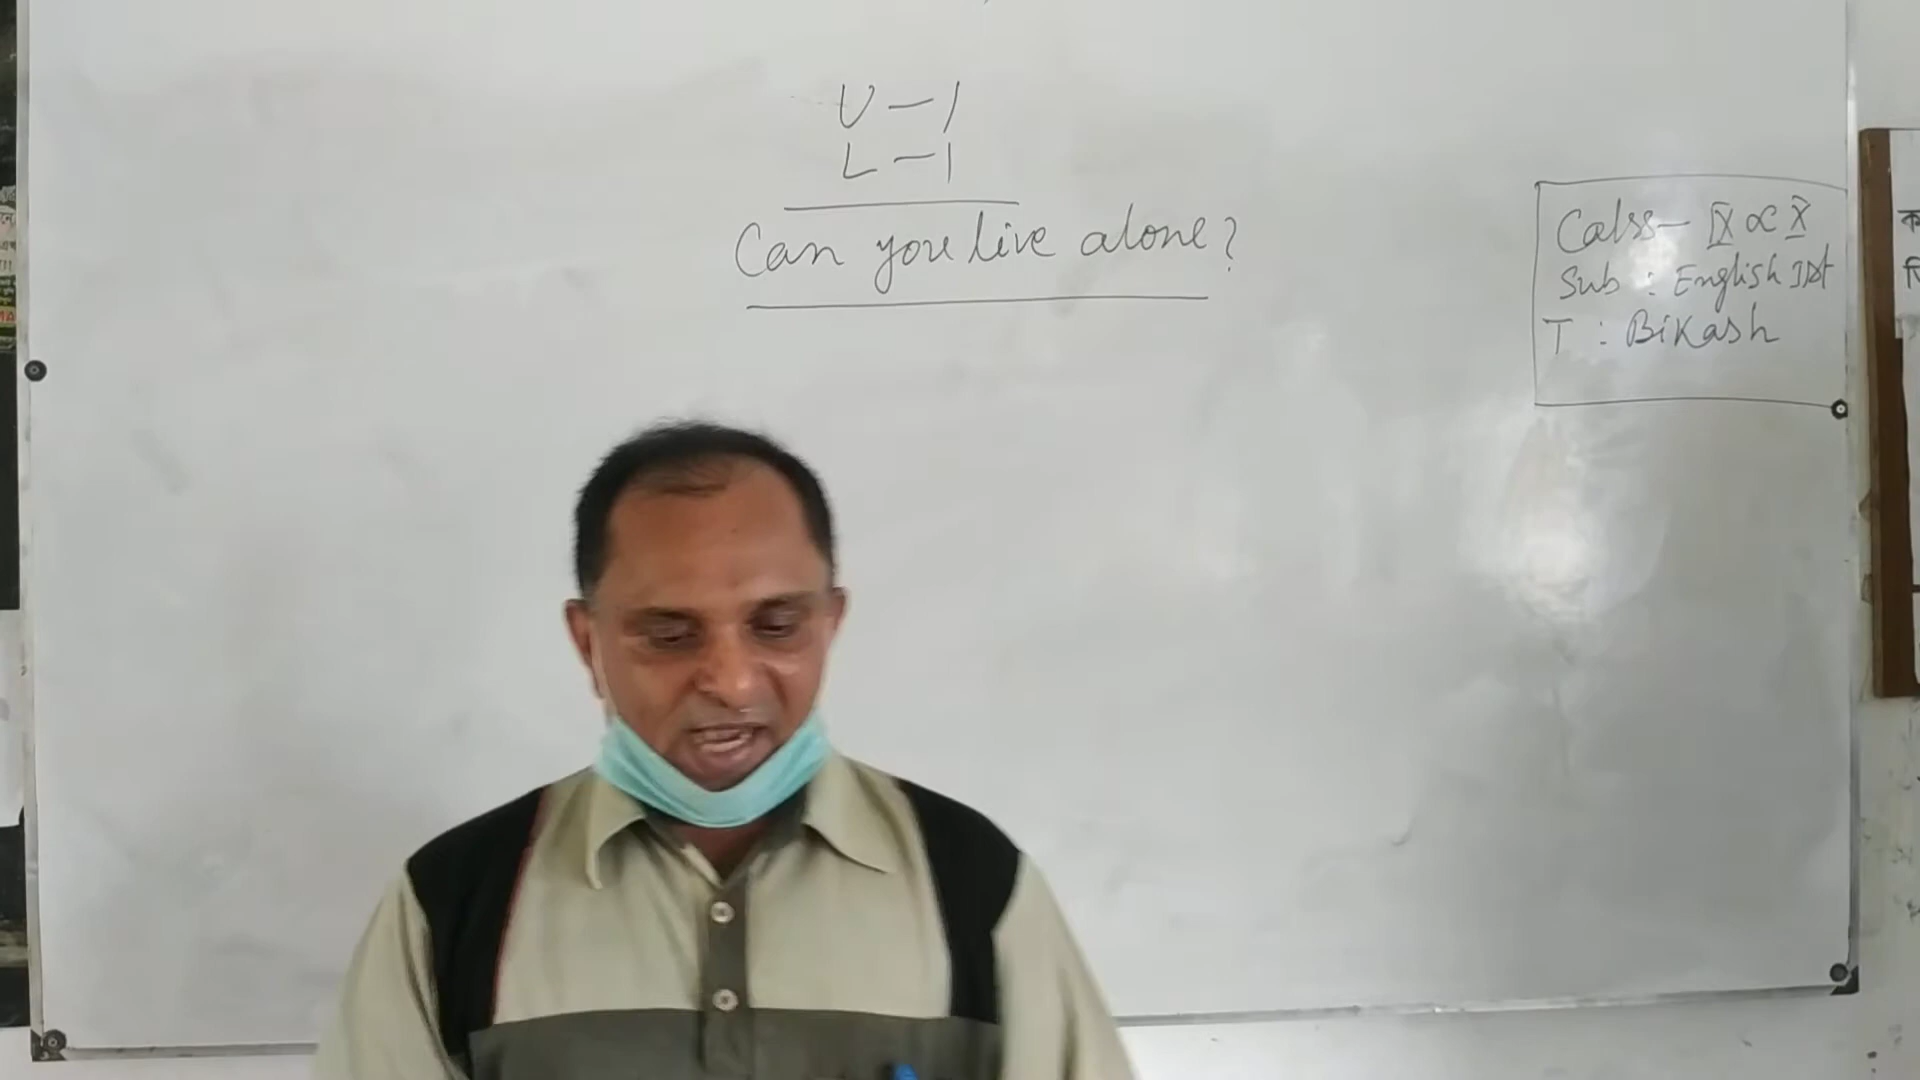 U - 1
L - 1
Can you live alone?
Calss - IX & X
Sub : English 1st
T : Bikash